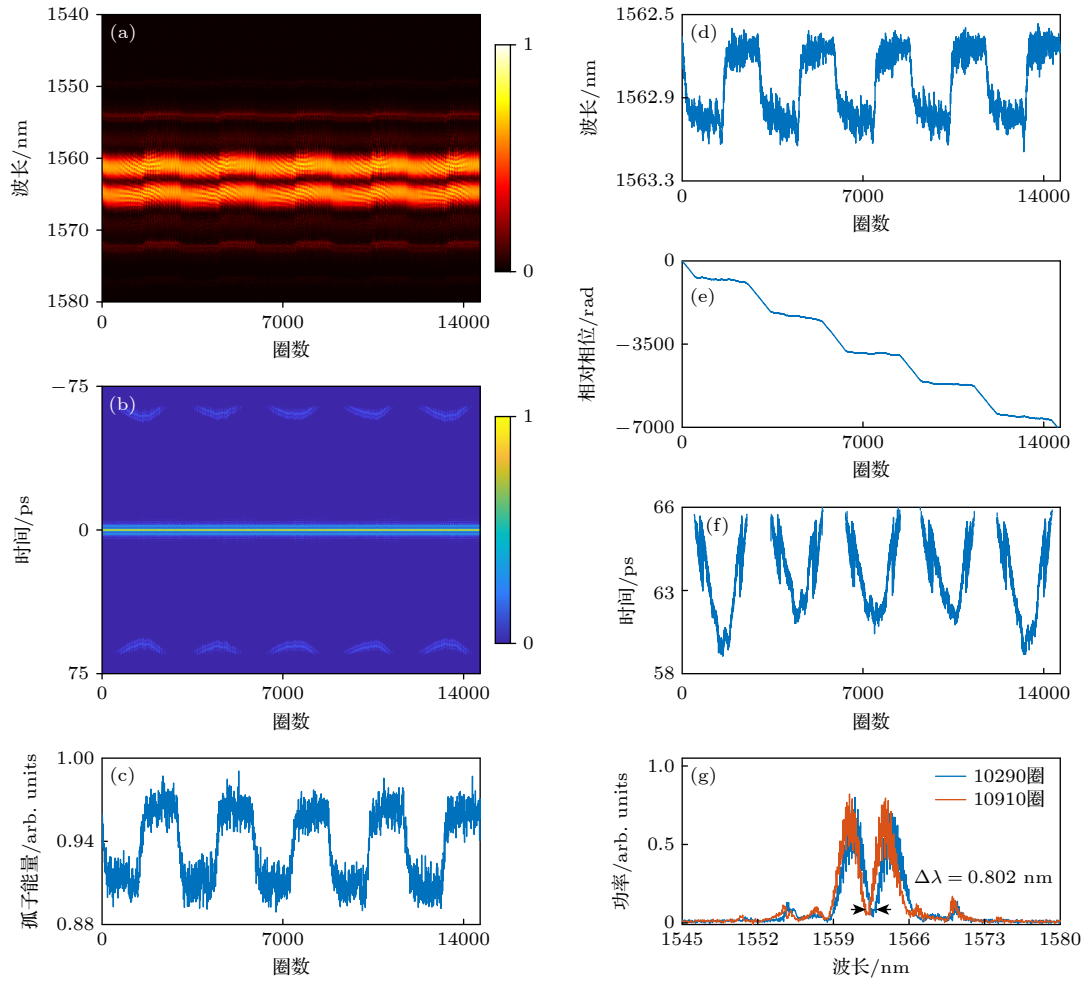 (a)
1540
1550
1560
1570
1580
波长/nm
0
7000
14000
圈数
1
0
(b)
−75
0
75
时间/ps
0
7000
14000
圈数
1
0
(c)
1.00
0.94
0.88
孤子能量/arb. units
0
7000
14000
圈数
(d)
1562.5
1562.9
1563.3
波长/nm
0
7000
14000
圈数
(e)
0
−3500
−7000
相对相位/rad
0
7000
14000
圈数
(f)
66
63
58
时间/ps
0
7000
14000
圈数
(g)
1.0
0.5
0
功率/arb. units
10290圈
10910圈
Δλ = 0.802 nm
1545
1552
1559
1566
1573
1580
波长/nm